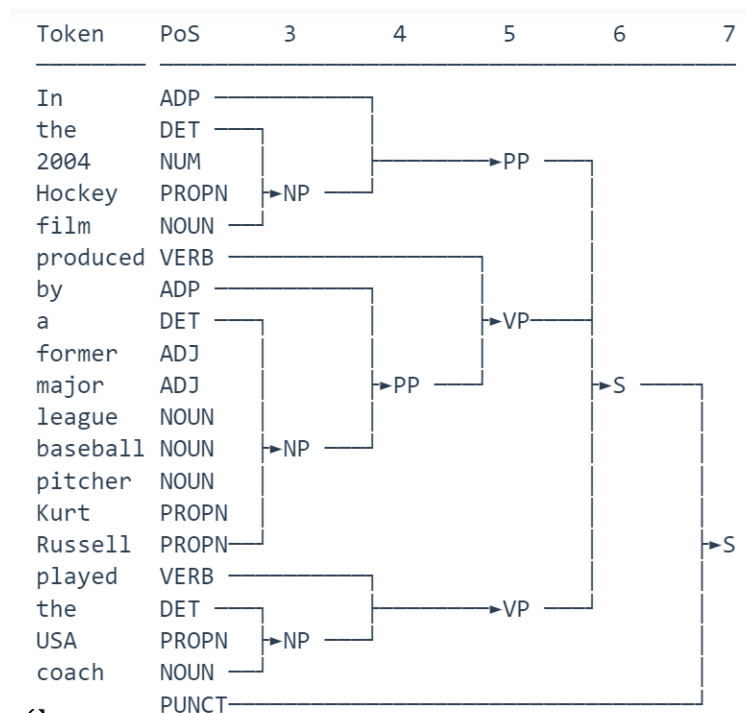 Token PoS 3 4 5 6 7
In ADP
the DET
2004 NUM PP
Hockey PROPN NP
film NOUN
produced VERB
by ADP
a DET VP
former ADJ
major ADJ PP S
league NOUN
baseball NOUN NP
pitcher NOUN
Kurt PROPN
Russell PROPN S
played VERB
the DET VP
USA PROPN NP
coach NOUN
PUNCT